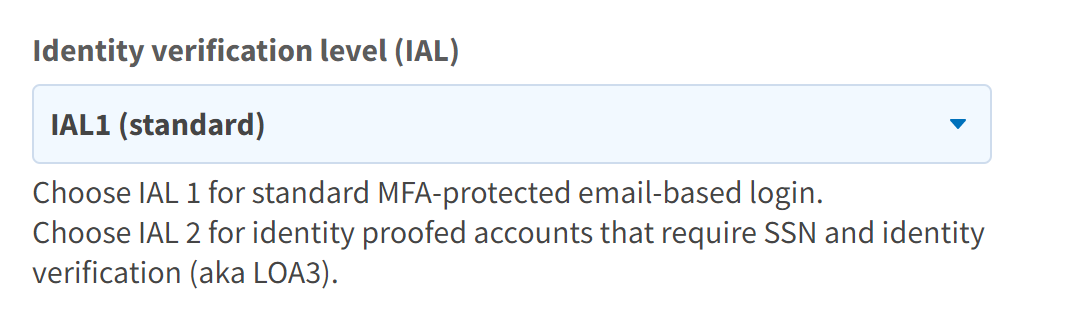 Identity verification level (IAL)
IAL1 (standard)
Choose IAL 1 for standard MFA-protected email-based login.
Choose IAL 2 for identity proofed accounts that require SSN and identity
verification (aka LOA3).